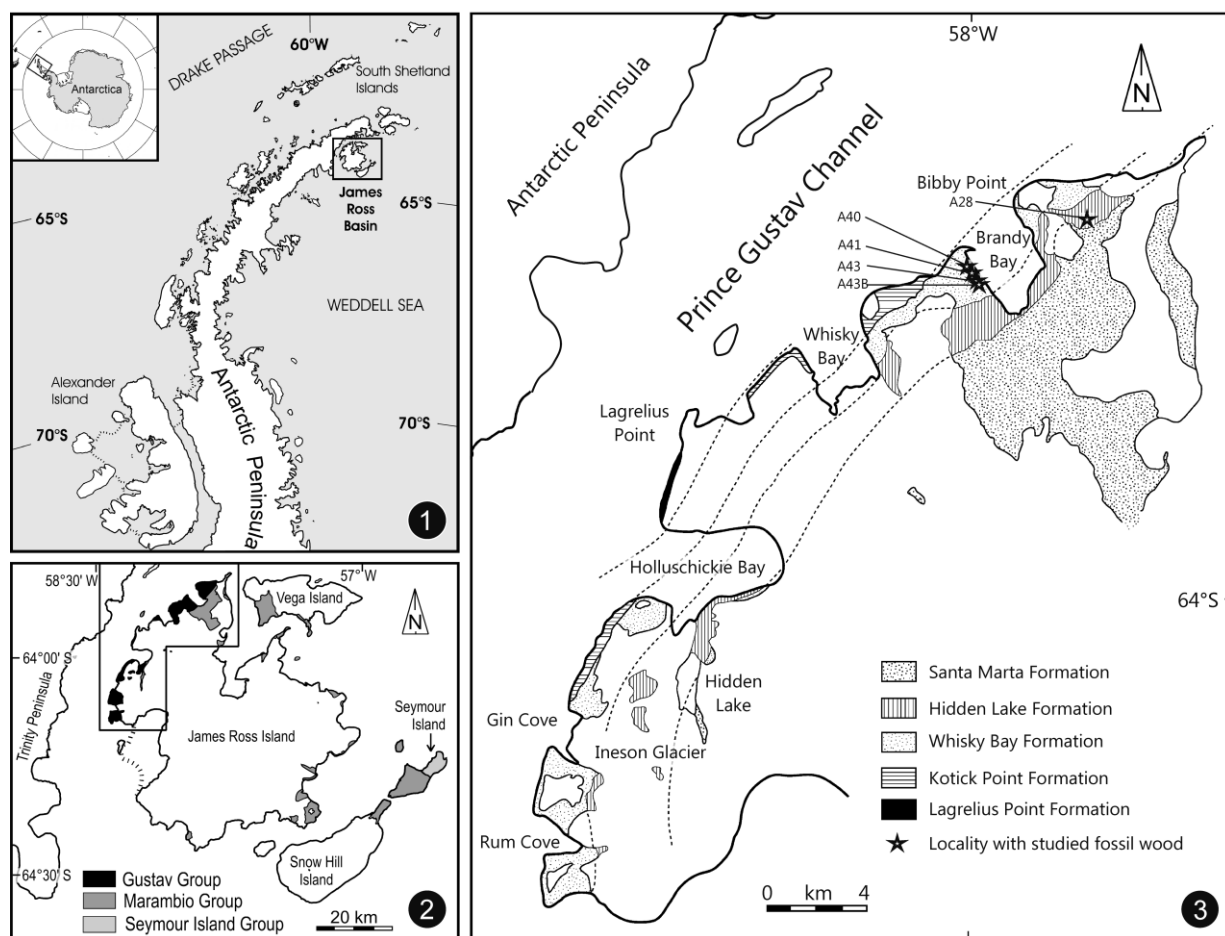 60°W
DRAKE PASSAGE
South Shetland
Islands
Antarctica
James
Ross
Basin
65°S
65°S
WEDDELL SEA
Alexander
Island
70°S
70°S
Antarctic Peninsula
1
58°30' W
57° W
Vega Island
N
64°00' S
Trinity Peninsula
Seymour
Island
James Ross Island
Snow Hill
Island
64°30' S
Gustav Group
Marambio Group
Seymour Island Group
20 km
2
58°W
N
Antarctic Peninsula
Prince Gustav Channel
Bibby Point
A28
A40
Brandy
Bay
A41
A43
A43B
Whisky
Bay
Lagrelius
Point
Holluschickie Bay
64°S
Hidden
Lake
Gin Cove
Ineson Glacier
Rum Cove
Santa Marta Formation
Hidden Lake Formation
Whisky Bay Formation
Kotick Point Formation
Lagrelius Point Formation
Locality with studied fossil wood
0 km 4
3